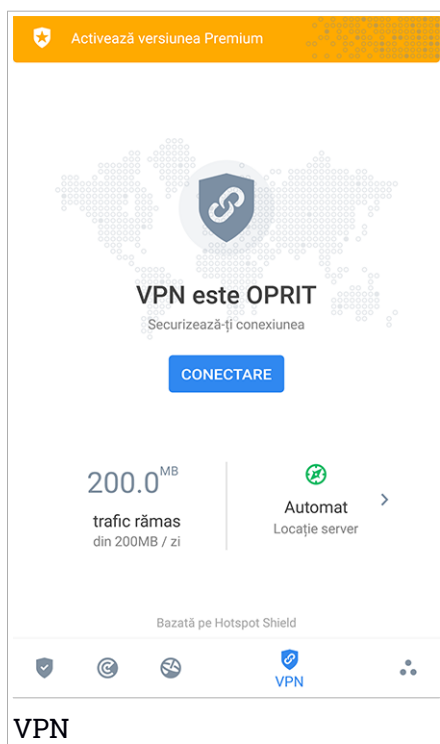 Activează versiunea Premium
VPN este OPRIT
Securizează-ți conexiunea
CONECTARE
200.0MB
trafic rămas
din 200MB / zi
Automat
Locație server
Bazată pe Hotspot Shield
VPN
VPN